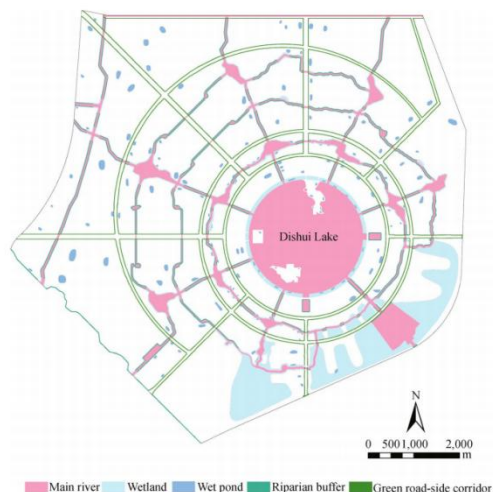 Dishui Lake
N
0 500 1,000 2,000
m
Main river Wetland Wet pond Riparian buffer Green road-side corridor